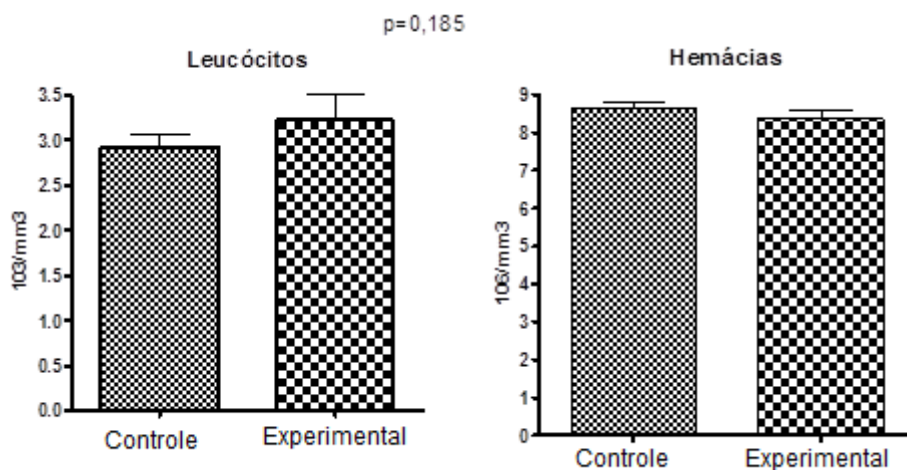 p=0,185
Leucócitos
103/mm3
3.5
3.0
2.5
2.0
1.5
1.0
0.5
0.0
Controle Experimental
Hemácias
106/mm3
9
8
7
6
5
4
3
2
1
0
Controle Experimental